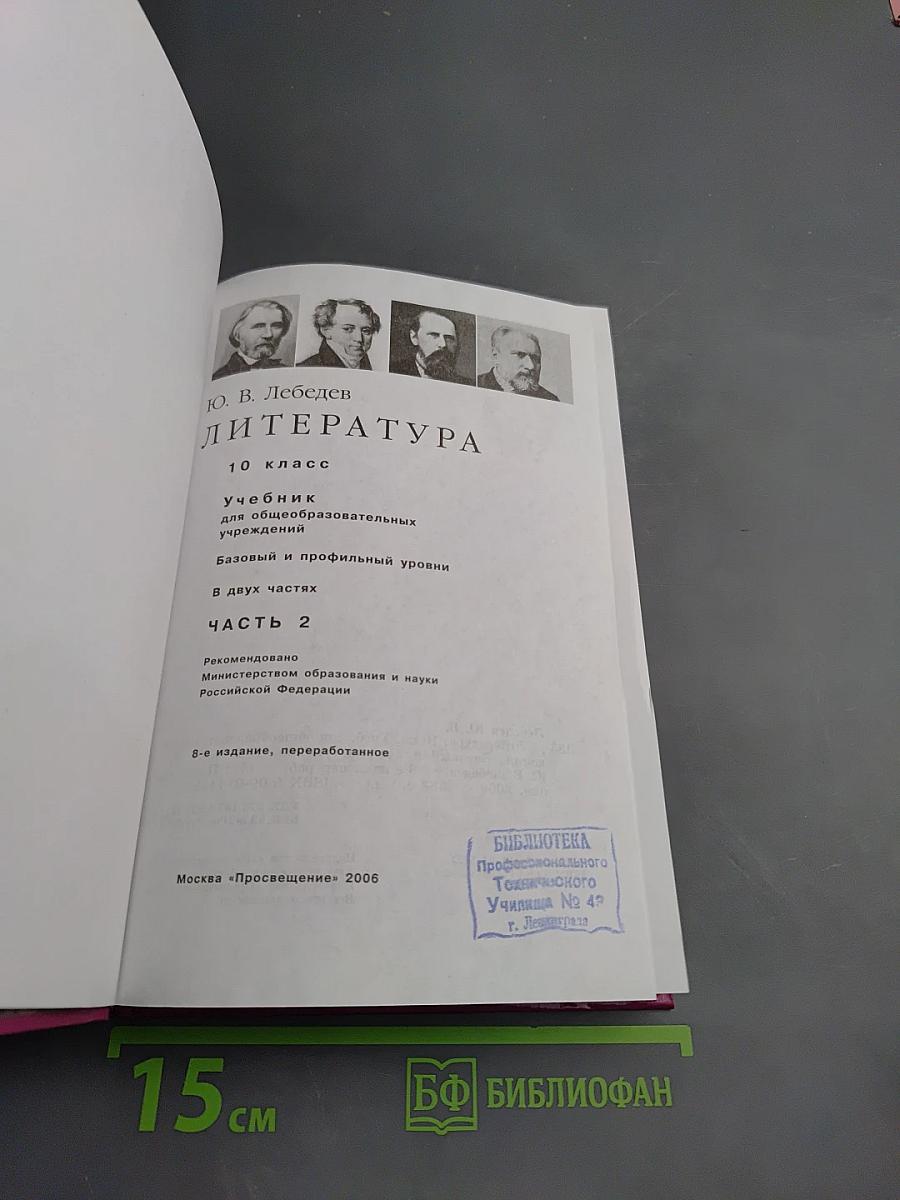 Ю. В. Лебедев
ЛИТЕРАТУРА
10 класс
Учебник
для общеобразовательных
учреждений
Базовый и профильный уровни
В двух частях
ЧАСТЬ 2
Рекомендовано
Министерством образования и науки
Российской Федерации
8-е издание, переработанное
Москва «Просвещение» 2006
БИБЛИОТЕКА
Профессионального
Технического
Училища №
г. Ленинграда
15 см
БФ БИБЛИОФАН